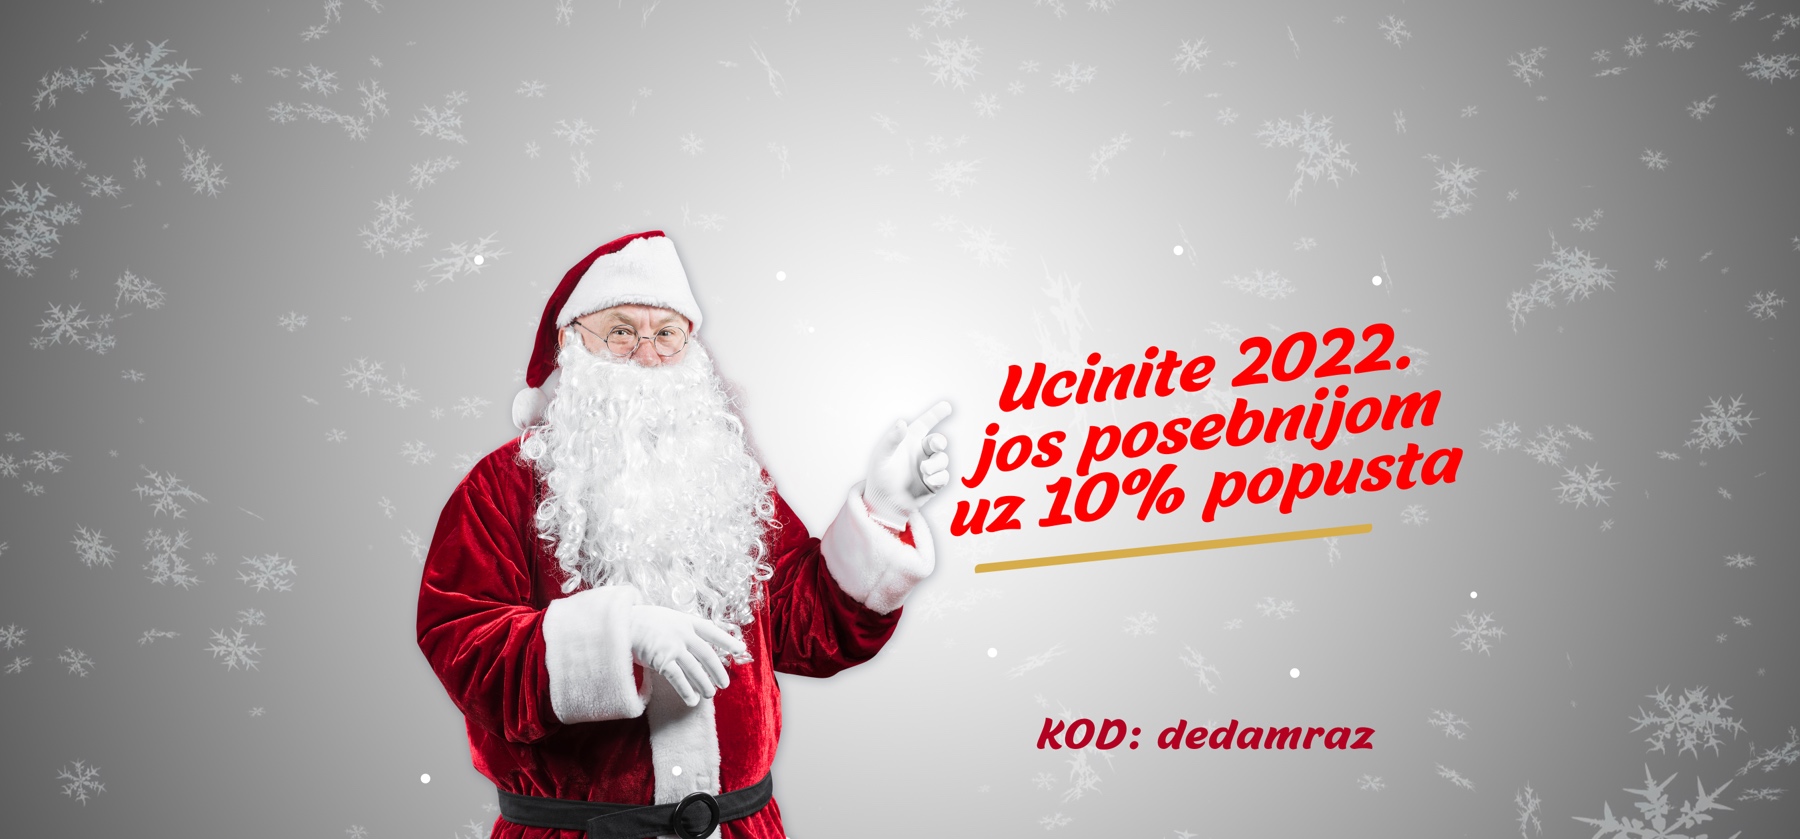 Ucinite 2022.
jos posebnijom
uz 10% popusta
KOD: dedamraz